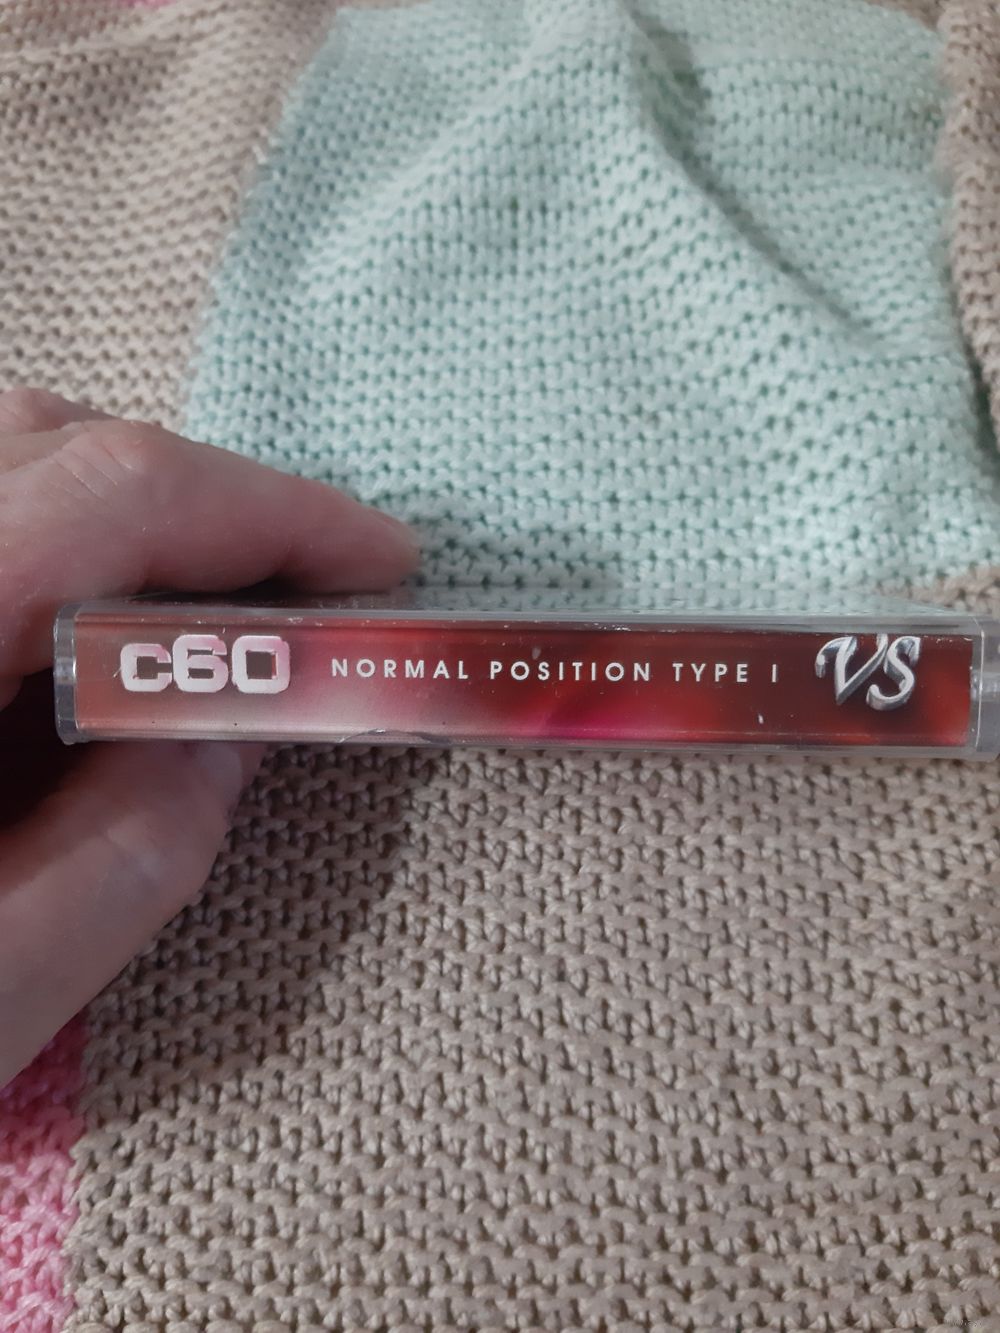 c60 NORMAL POSITION TYPE I VS